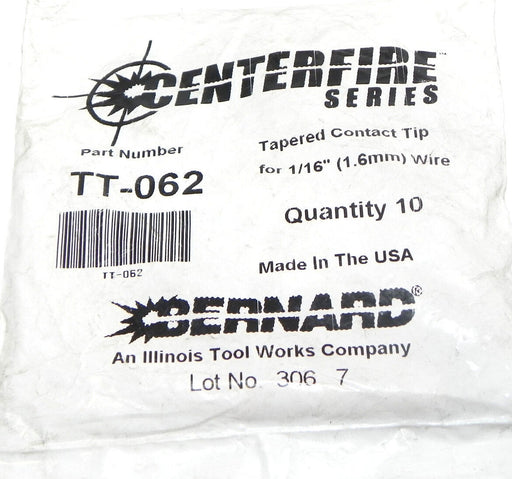 CENTERFIRE™
SERIES
Part Number
TT-062
TT-062
Tapered Contact Tip
for 1/16" (1.6mm) Wire
Quantity 10
Made In The USA
BERNARD®
An Illinois Tool Works Company
Lot No. 306 7